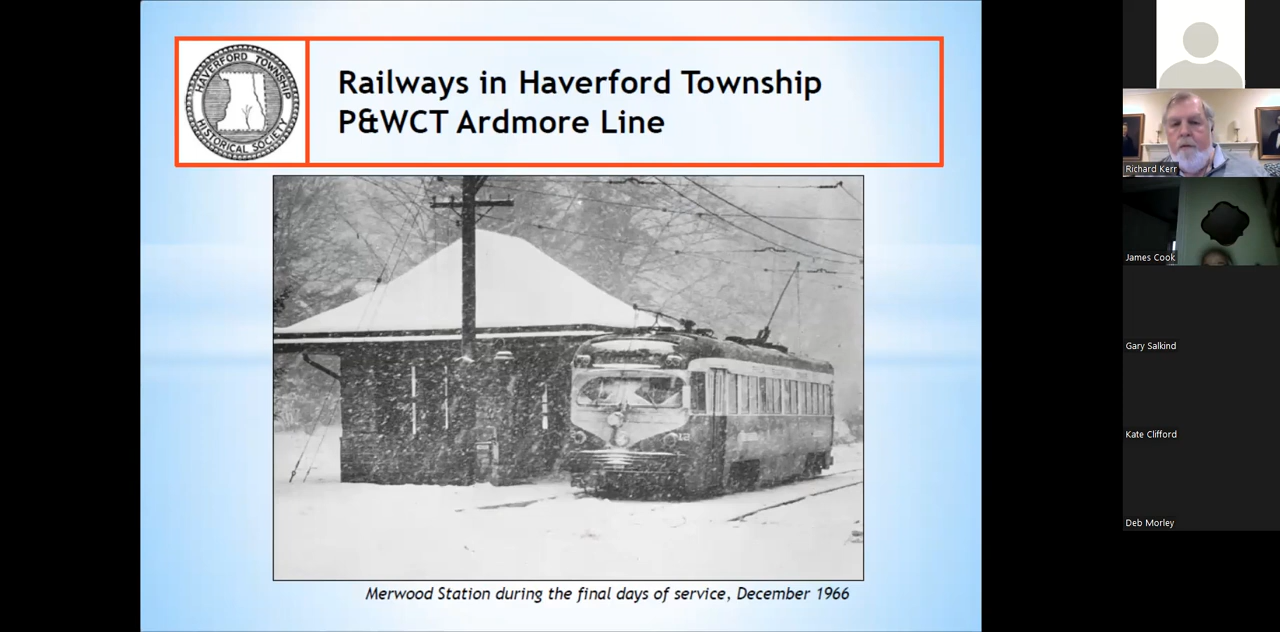 HAVERFORD TOWNSHIP
HISTORICAL SOCIETY
Railways in Haverford Township
P&WCT Ardmore Line
12
Merwood Station during the final days of service, December 1966
Richard Kerr
James Cook
Gary Salkind
Kate Clifford
Deb Morley